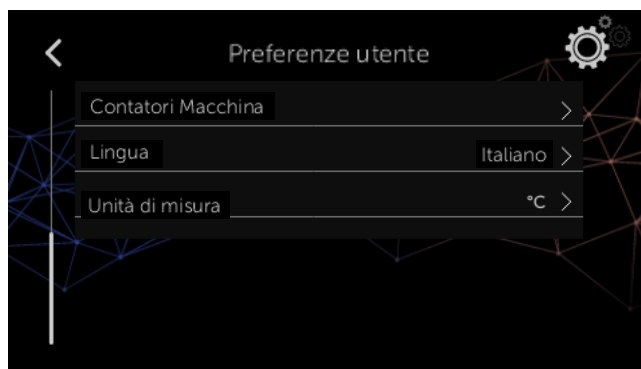 Preferenze utente
Contatori Macchina
Lingua Italiano
Unità di misura °C